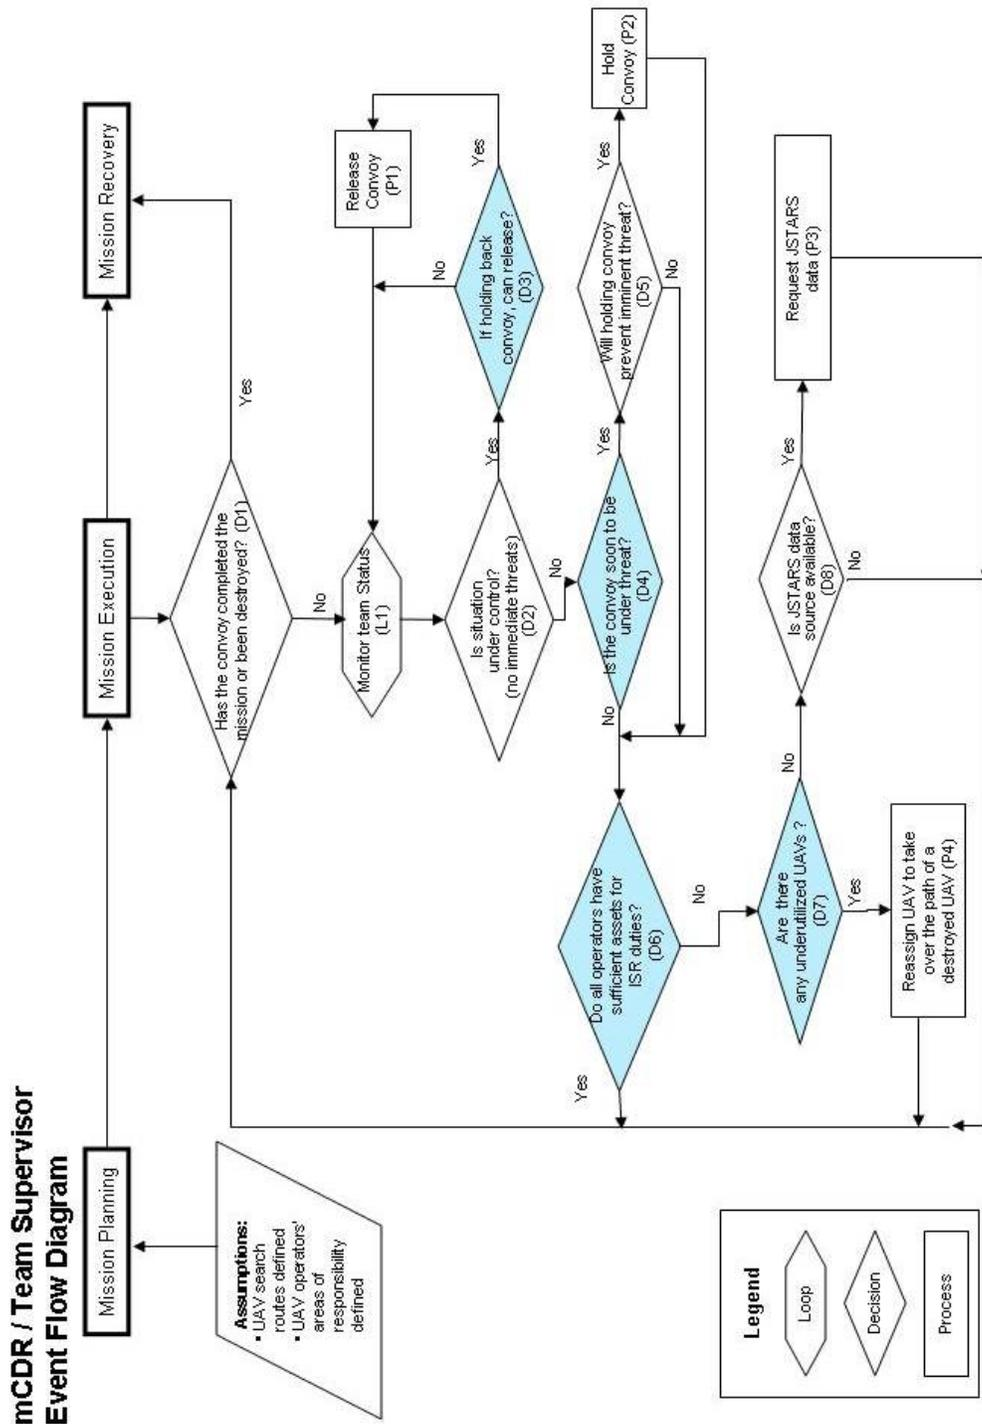 mCDR / Team Supervisor
Event Flow Diagram
Mission Planning
Mission Execution
Mission Recovery
Assumptions:
• UAV search
routes defined
• UAV operators'
areas of
responsibility
defined
Has the convoy completed the
mission or been destroyed? (D1)
Yes
No
Monitor team Status
(L1)
Release
Convoy
(P1)
Is situation
under control?
(no immediate threats)
(D2)
Yes
No
If holding back
convoy, can release?
(D3)
No
Yes
Is the convoy soon to be
under threat?
(D4)
No
Yes
Will holding convoy
prevent imminent threat?
(D5)
Yes
No
Hold
Convoy (P2)
Do all operators have
sufficient assets for
ISR duties?
(D6)
Yes
No
Are there
any underutilized UAVs ?
(D7)
Yes
No
Is JSTARS data
source available?
(D8)
Yes
No
Request JSTARS
data (P3)
Reassign UAV to take
over the path of a
destroyed UAV (P4)
Legend
Loop
Decision
Process